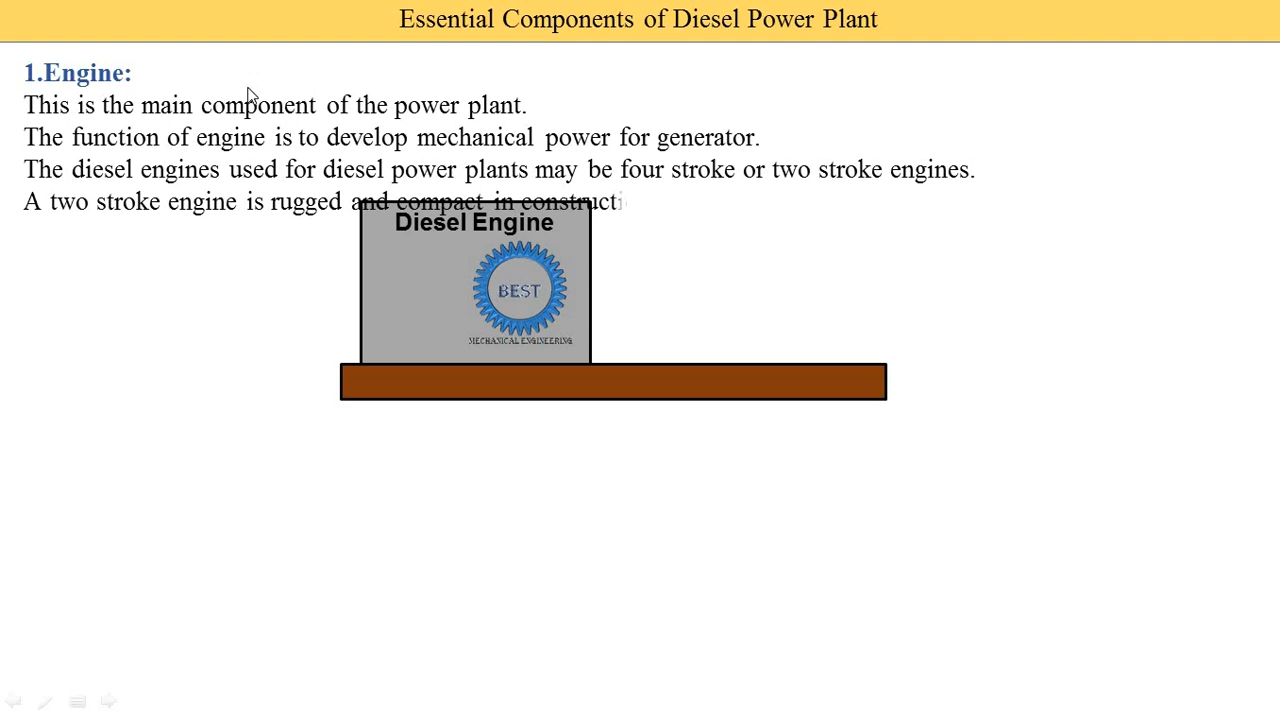 Essential Components of Diesel Power Plant
1.Engine:
This is the main component of the power plant.
The function of engine is to develop mechanical power for generator.
The diesel engines used for diesel power plants may be four stroke or two stroke engines.
A two stroke engine is rugged and compact in constructi
Diesel Engine
BEST
MECHANICAL ENGINEERING